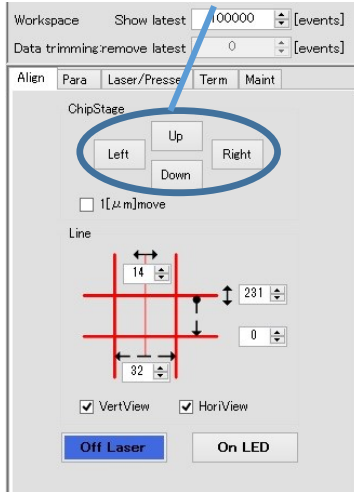 Workspace Show latest 100000 [events]
Data trimming:remove latest 0 [events]
Align Para Laser/Presse Term Maint
ChipStage
Up
Left Right
Down
1[μm]move
Line
14
231
0
32
VertView HoriView
Off Laser On LED